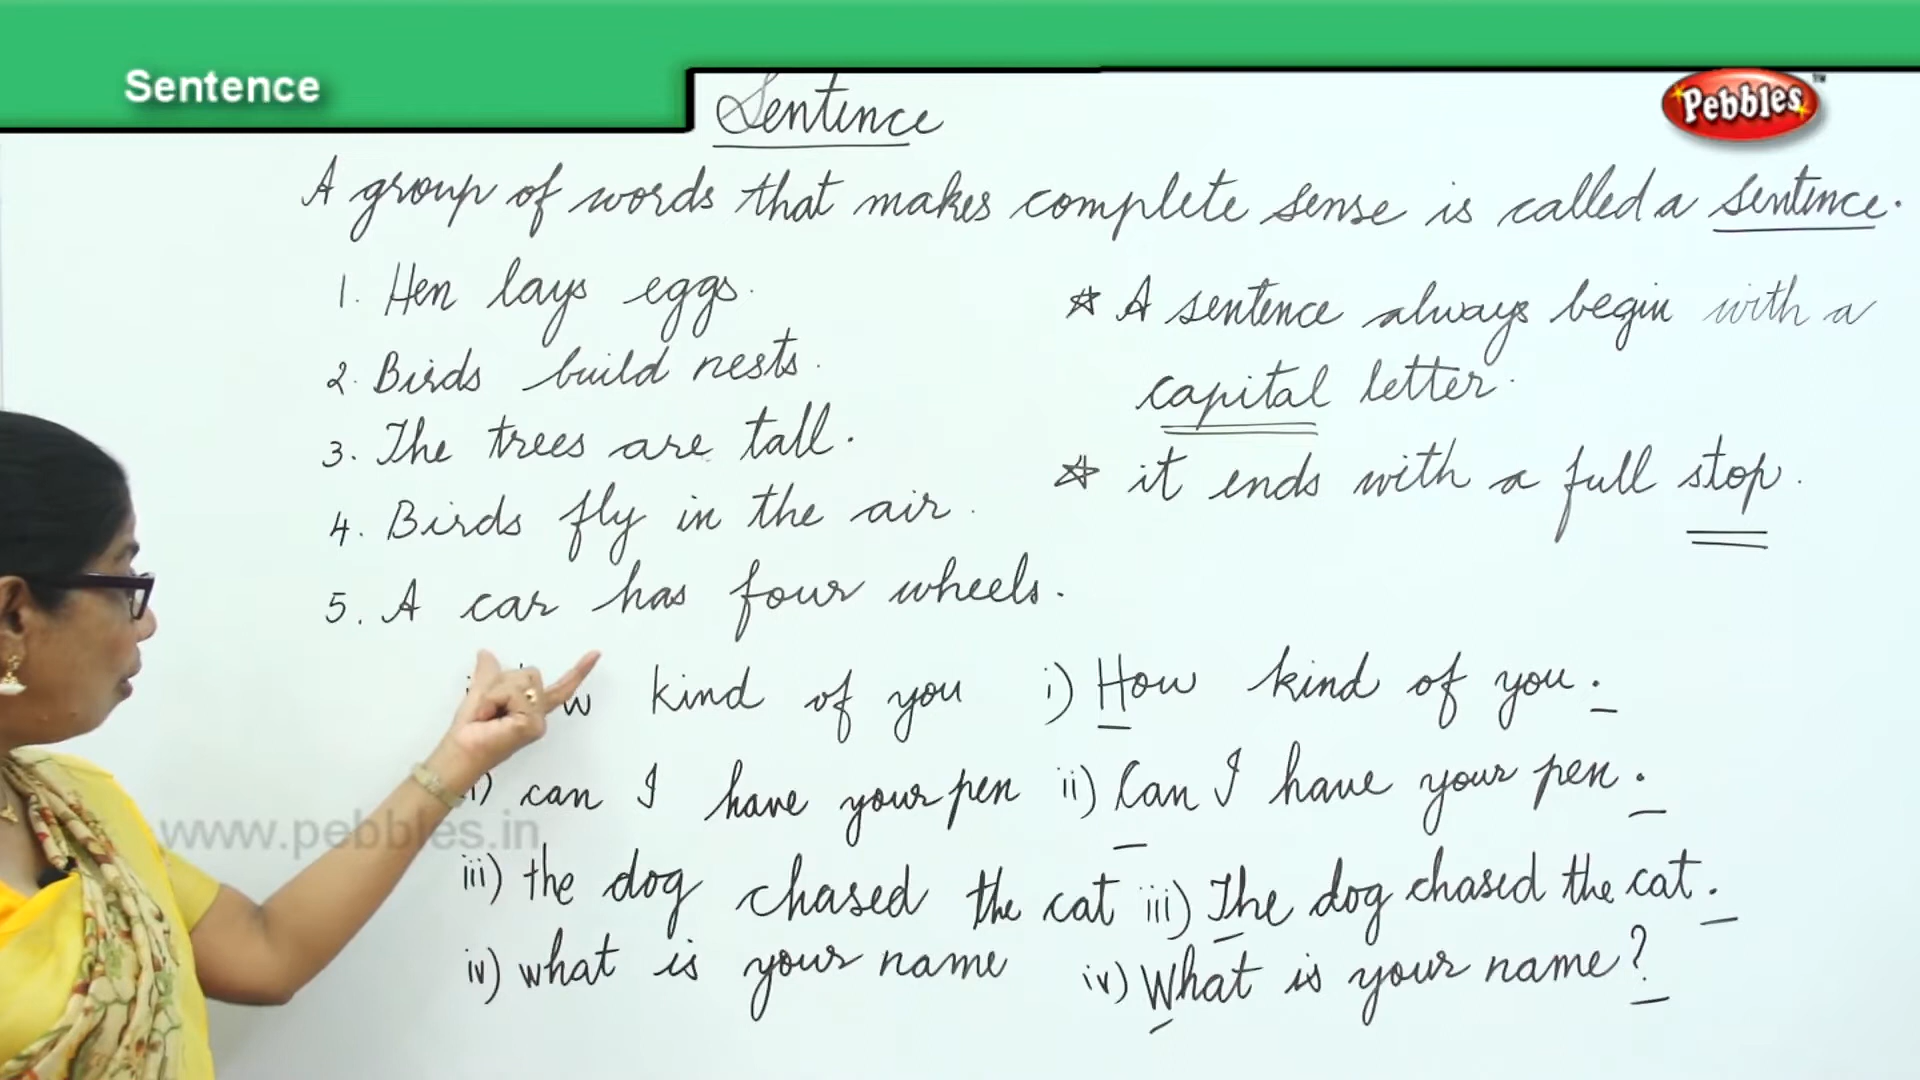 Sentence
Sentence
Pebbles™
A group of words that makes complete sense is called a sentence.
1. Hen lays eggs.
2. Birds build nests.
3. The trees are tall.
4. Birds fly in the air.
5. A car has four wheels.
☆ A sentence always begin with a
capital letter.
☆ it ends with a full stop.
kind of you
i) How kind of you.
can I have your pen
ii) Can I have your pen.
iii) the dog chased the cat
iii) The dog chased the cat.
iv) what is your name
iv) What is your name?
www.pebbles.in